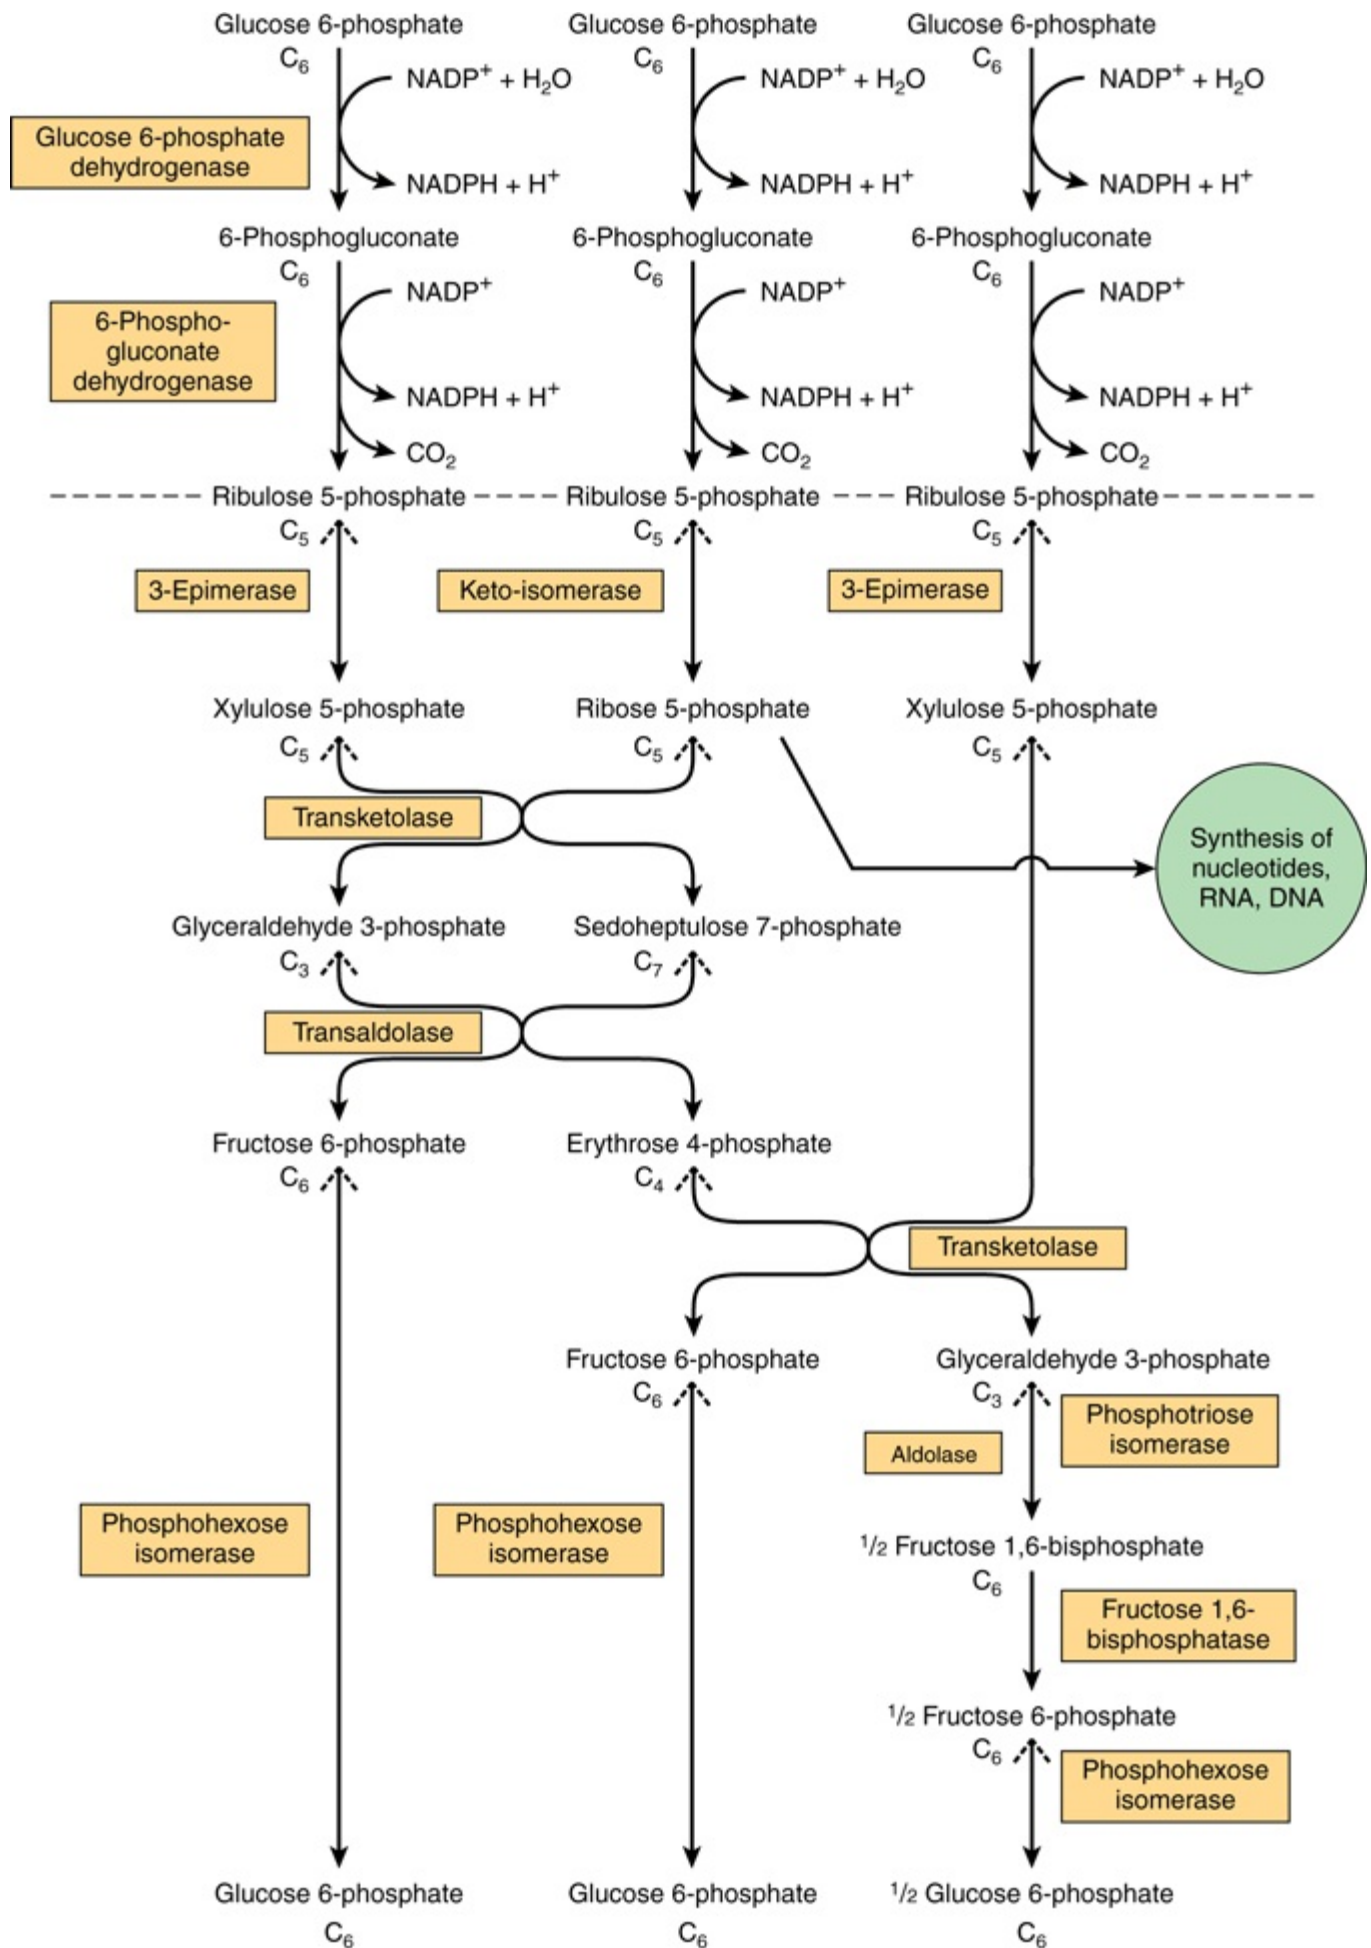 Glucose 6-phosphate Glucose 6-phosphate Glucose 6-phosphate
C₆ C₆ C₆
NADP⁺ + H₂O NADP⁺ + H₂O NADP⁺ + H₂O
Glucose 6-phosphate
dehydrogenase
NADPH + H⁺ NADPH + H⁺ NADPH + H⁺
6-Phosphogluconate 6-Phosphogluconate 6-Phosphogluconate
C₆ C₆ C₆
NADP⁺ NADP⁺ NADP⁺
6-Phospho-
gluconate
dehydrogenase
NADPH + H⁺ NADPH + H⁺ NADPH + H⁺
CO₂ CO₂ CO₂
Ribulose 5-phosphate Ribulose 5-phosphate Ribulose 5-phosphate
C₅ C₅ C₅
3-Epimerase Keto-isomerase 3-Epimerase
Xylulose 5-phosphate Ribose 5-phosphate Xylulose 5-phosphate
C₅ C₅ C₅
Transketolase
Synthesis of
nucleotides,
RNA, DNA
Glyceraldehyde 3-phosphate Sedoheptulose 7-phosphate
C₃ C₇
Transaldolase
Fructose 6-phosphate Erythrose 4-phosphate
C₆ C₄
Transketolase
Fructose 6-phosphate Glyceraldehyde 3-phosphate
C₆ C₃
Phosphotriose
isomerase
Aldolase
Phosphohexose
isomerase
Phosphohexose
isomerase
1/2 Fructose 1,6-bisphosphate
C₆
Fructose 1,6-
bisphosphatase
1/2 Fructose 6-phosphate
C₆
Phosphohexose
isomerase
Glucose 6-phosphate Glucose 6-phosphate 1/2 Glucose 6-phosphate
C₆ C₆ C₆